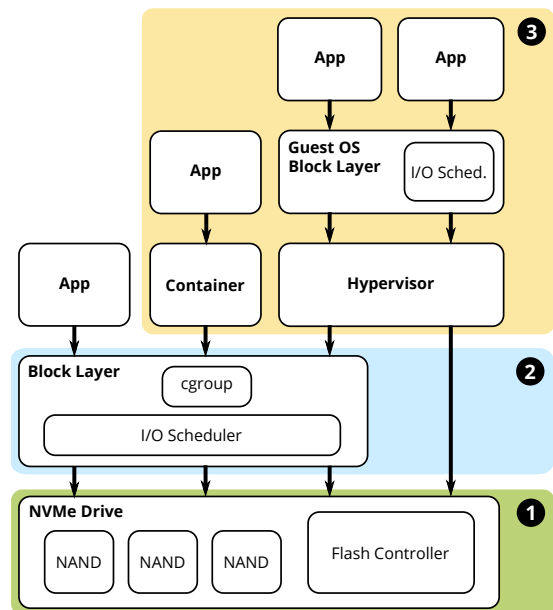 3
App
App
Guest OS
Block Layer
I/O Sched.
App
App
Container
Hypervisor
2
Block Layer
cgroup
I/O Scheduler
1
NVMe Drive
NAND
NAND
NAND
Flash Controller